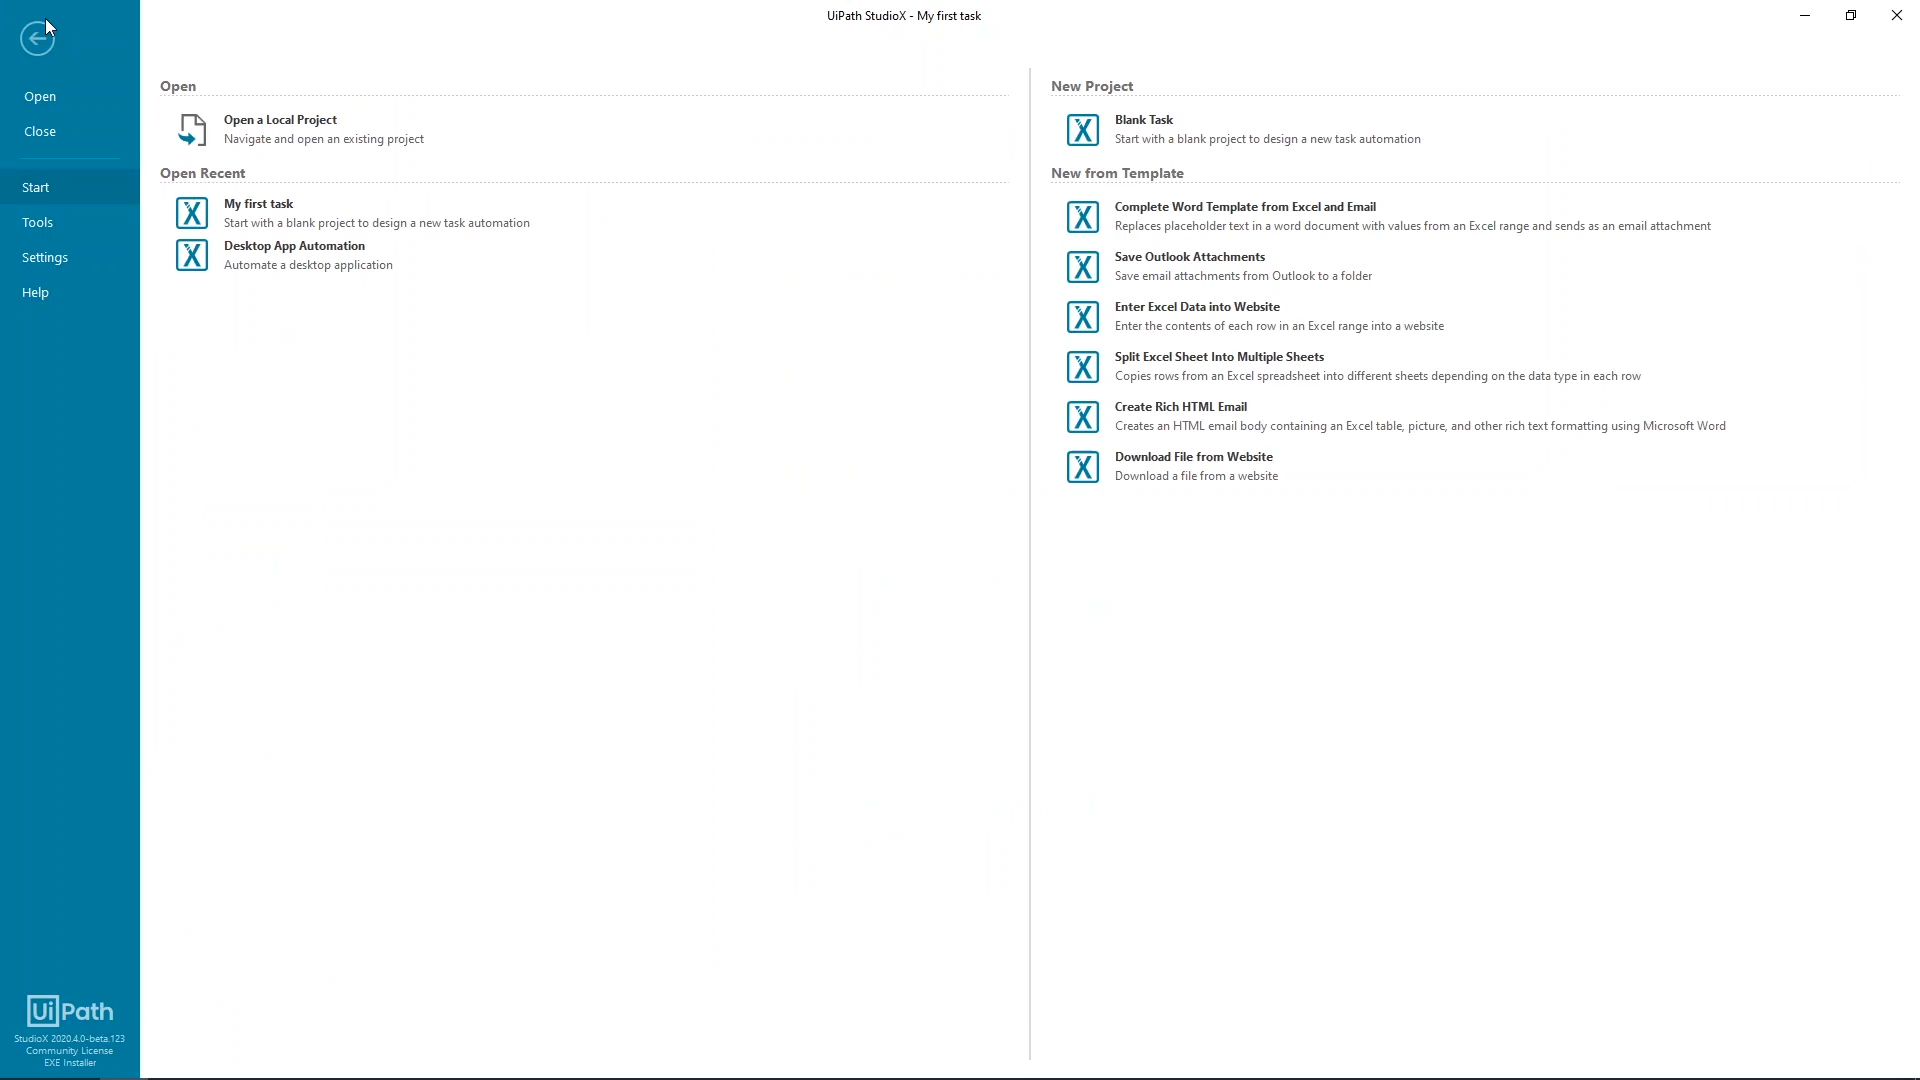 UiPath StudioX - My first task
Open
Close
Start
Tools
Settings
Help
Open
Open a Local Project
Navigate and open an existing project
Open Recent
My first task
Start with a blank project to design a new task automation
Desktop App Automation
Automate a desktop application
New Project
Blank Task
Start with a blank project to design a new task automation
New from Template
Complete Word Template from Excel and Email
Replaces placeholder text in a word document with values from an Excel range and sends as an email attachment
Save Outlook Attachments
Save email attachments from Outlook to a folder
Enter Excel Data into Website
Enter the contents of each row in an Excel range into a website
Split Excel Sheet Into Multiple Sheets
Copies rows from an Excel spreadsheet into different sheets depending on the data type in each row
Create Rich HTML Email
Creates an HTML email body containing an Excel table, picture, and other rich text formatting using Microsoft Word
Download File from Website
Download a file from a website
UiPath
StudioX 2020.4.0-beta.123
Community License
EXE Installer